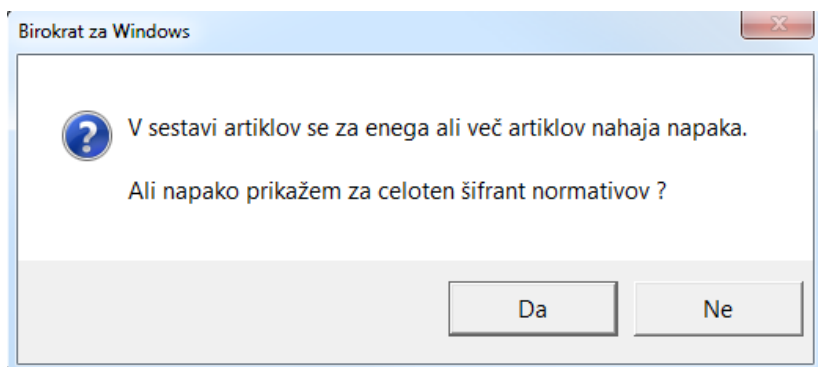 Birokrat za Windows
V sestavi artiklov se za enega ali več artiklov nahaja napaka.
Ali napako prikažem za celoten šifrant normativov ?
Da
Ne